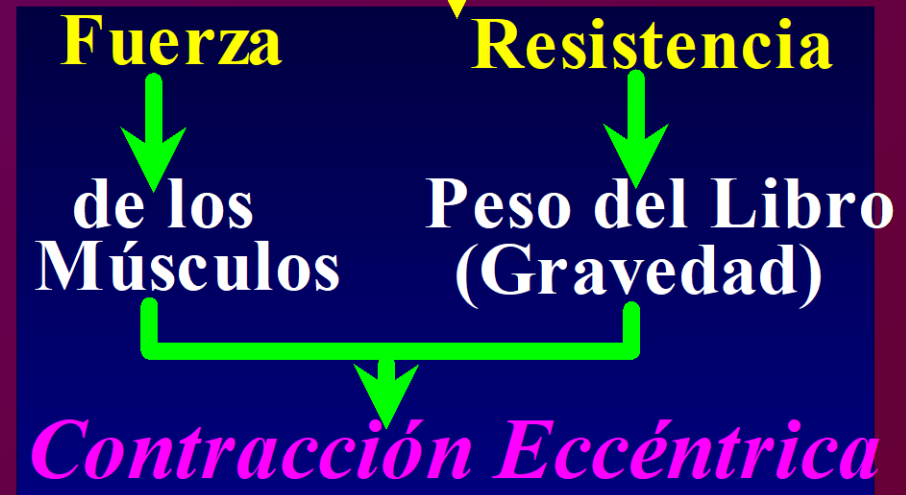 Fuerza
Resistencia
de los
Músculos
Peso del Libro
(Gravedad)
Contracción Eccéntrica